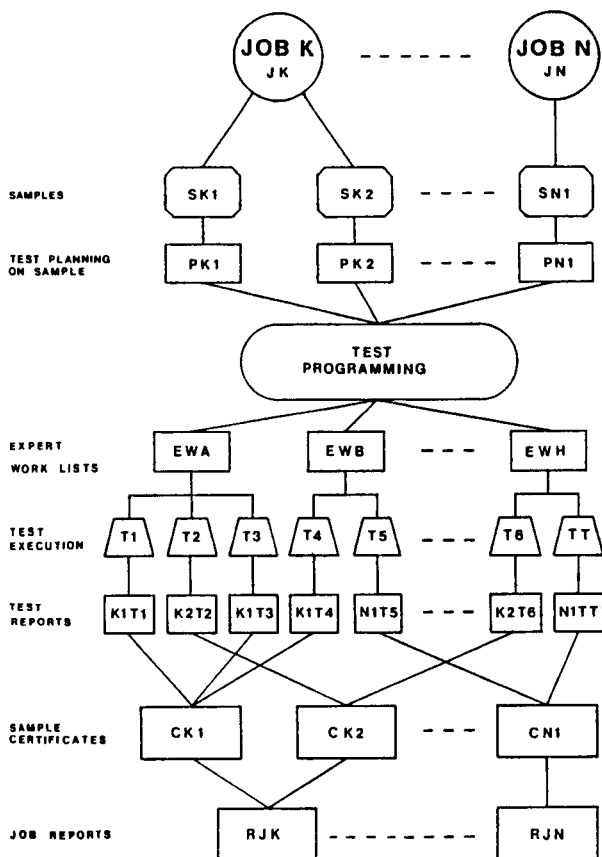 JOB K
JK
JOB N
JN
SAMPLES
SK1
SK2
SN1
TEST PLANNING
ON SAMPLE
PK1
PK2
PN1
TEST
PROGRAMMING
EXPERT
WORK LISTS
EWA
EWB
EWH
TEST
EXECUTION
T1
T2
T3
T4
T5
T6
TT
TEST
REPORTS
K1T1
K2T2
K1T3
K1T4
N1T5
K2T6
N1TT
SAMPLE
CERTIFICATES
CK1
CK2
CN1
JOB REPORTS
RJK
RJN